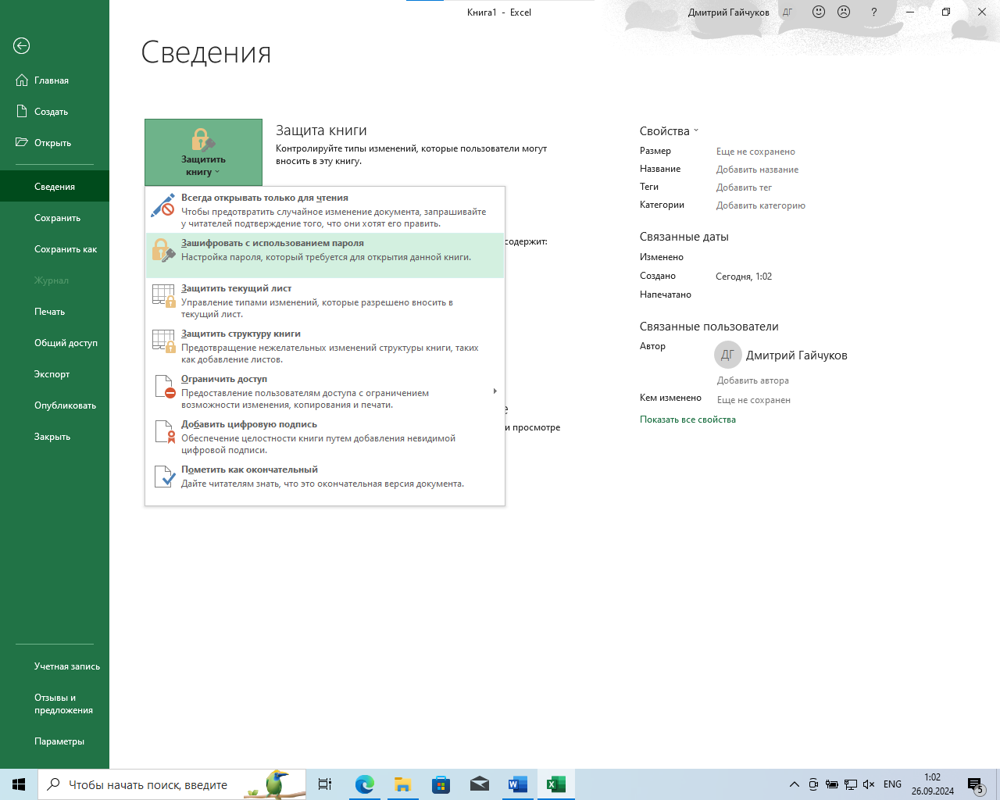 Книга1 - Excel
Дмитрий Гайчуков
ДГ
?
Сведения
Главная
Создать
Открыть
Сведения
Сохранить
Сохранить как
Журнал
Печать
Общий доступ
Экспорт
Опубликовать
Закрыть
Учетная запись
Отзывы и
предложения
Параметры
Защитить
книгу
Защита книги
Контролируйте типы изменений, которые пользователи могут
вносить в эту книгу.
Всегда открывать только для чтения
Чтобы предотвратить случайное изменение документа, запрашивайте
у читателей подтверждение того, что они хотят его править.
Зашифровать с использованием пароля
Настройка пароля, который требуется для открытия данной книги.
Защитить текущий лист
Управление типами изменений, которые разрешено вносить в
текущий лист.
Защитить структуру книги
Предотвращение нежелательных изменений структуры книги, таких
как добавление листов.
Ограничить доступ
Предоставление пользователям доступа с ограничением
возможности изменения, копирования и печати.
Добавить цифровую подпись
Обеспечение целостности книги путем добавления невидимой
цифровой подписи.
Пометить как окончательный
Дайте читателям знать, что это окончательная версия документа.
содержит:
е
и просмотре
Свойства
Размер Еще не сохранено
Название Добавить название
Теги Добавить тег
Категории Добавить категорию
Связанные даты
Изменено
Создано Сегодня, 1:02
Напечатано
Связанные пользователи
Автор
ДГ Дмитрий Гайчуков
Добавить автора
Кем изменено Еще не сохранен
Показать все свойства
Чтобы начать поиск, введите
ENG
1:02
26.09.2024
5